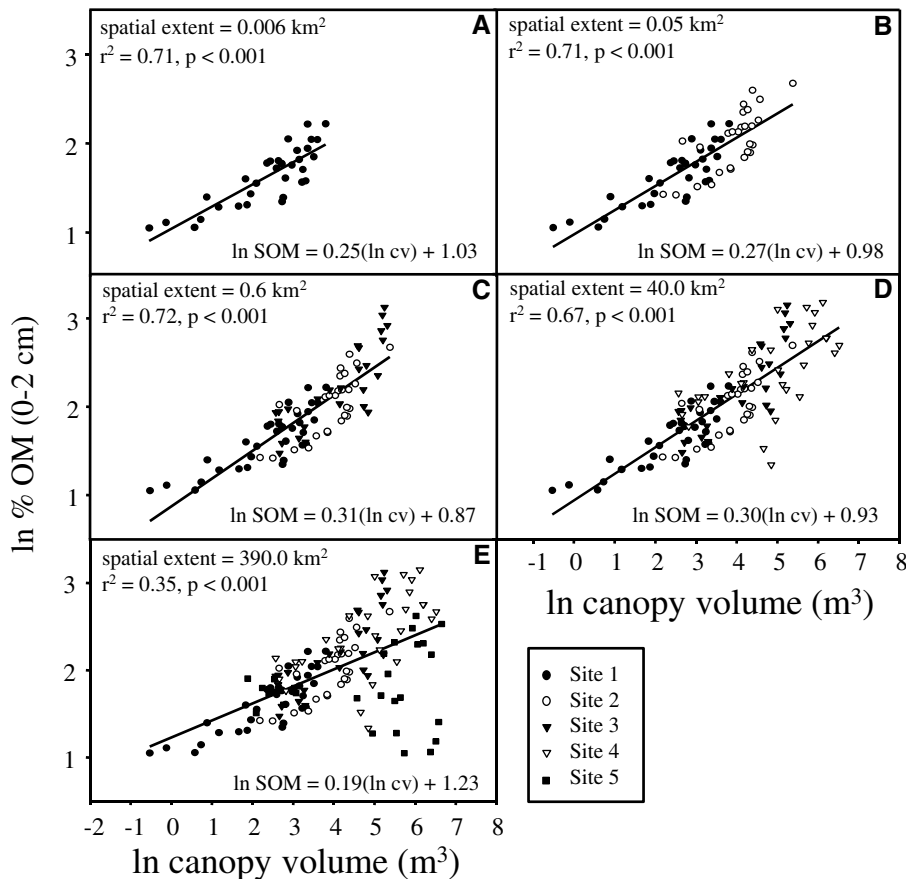 ln % OM (0-2 cm)
A
spatial extent = 0.006 km²
r² = 0.71, p < 0.001
3
2
1
ln SOM = 0.25(ln cv) + 1.03
B
spatial extent = 0.05 km²
r² = 0.71, p < 0.001
ln SOM = 0.27(ln cv) + 0.98
C
spatial extent = 0.6 km²
r² = 0.72, p < 0.001
3
2
1
ln SOM = 0.31(ln cv) + 0.87
D
spatial extent = 40.0 km²
r² = 0.67, p < 0.001
ln SOM = 0.30(ln cv) + 0.93
-1 0 1 2 3 4 5 6 7 8
ln canopy volume (m³)
E
spatial extent = 390.0 km²
r² = 0.35, p < 0.001
3
2
1
ln SOM = 0.19(ln cv) + 1.23
-2 -1 0 1 2 3 4 5 6 7 8
ln canopy volume (m³)
Site 1
Site 2
Site 3
Site 4
Site 5